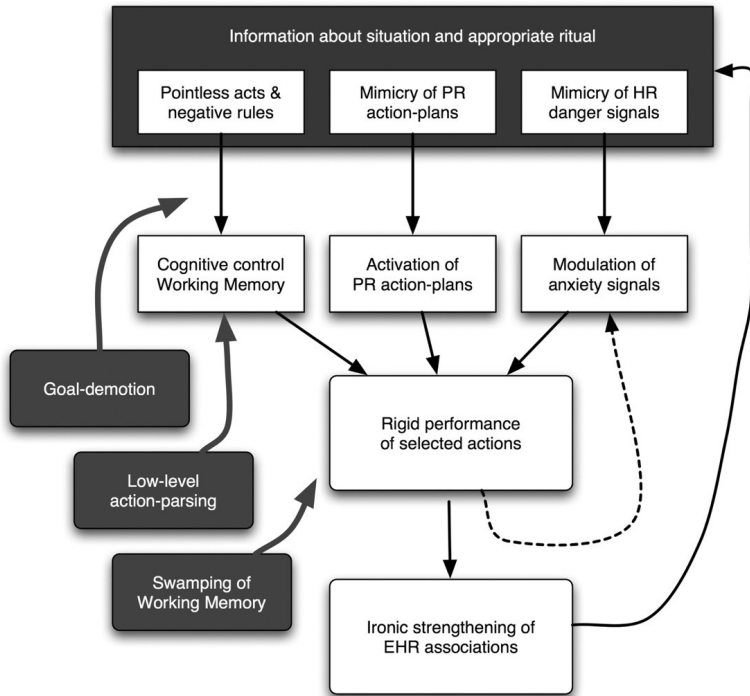 Information about situation and appropriate ritual
Pointless acts &
negative rules
Mimicry of PR
action-plans
Mimicry of HR
danger signals
Cognitive control
Working Memory
Activation of
PR action-plans
Modulation of
anxiety signals
Goal-demotion
Rigid performance
of selected actions
Low-level
action-parsing
Swamping of
Working Memory
Ironic strengthening of
EHR associations